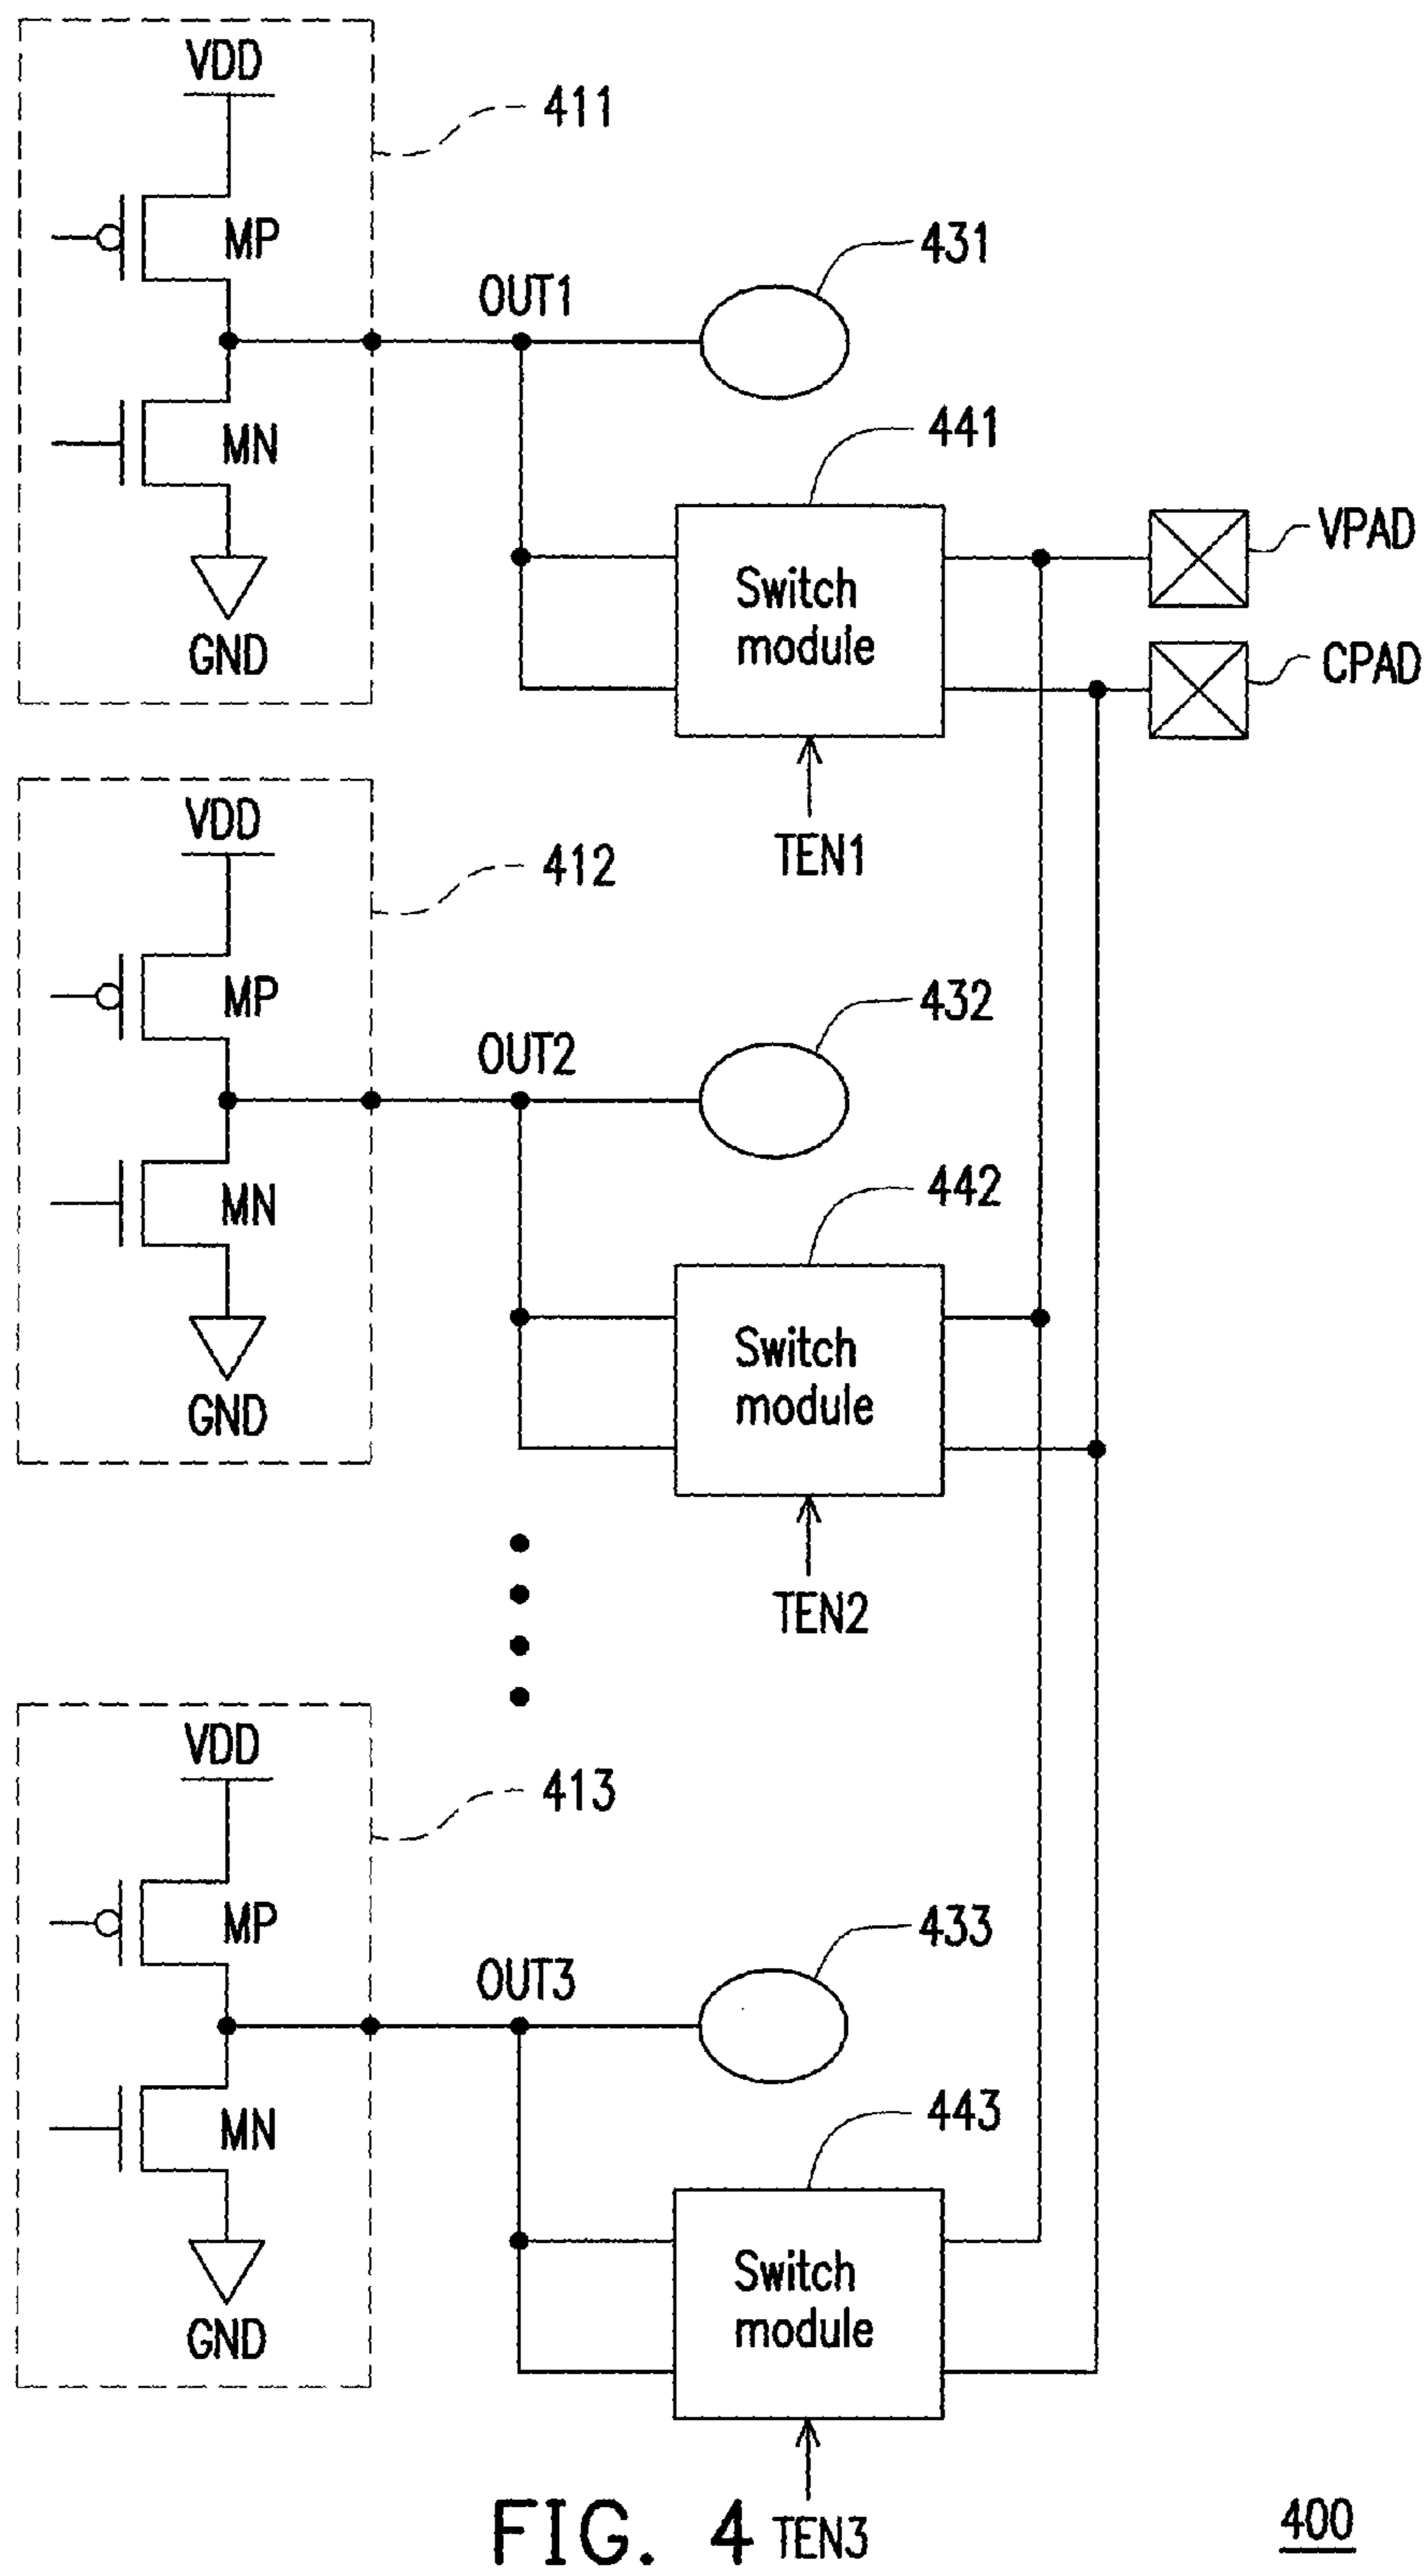 VDD
411
MP
431
OUT1
MN
441
VPAD
Switch
module
GND
CPAD
TEN1
VDD
412
MP
432
OUT2
MN
442
Switch
module
GND
TEN2
VDD
413
MP
433
OUT3
MN
443
Switch
module
GND
TEN3
FIG. 4
400